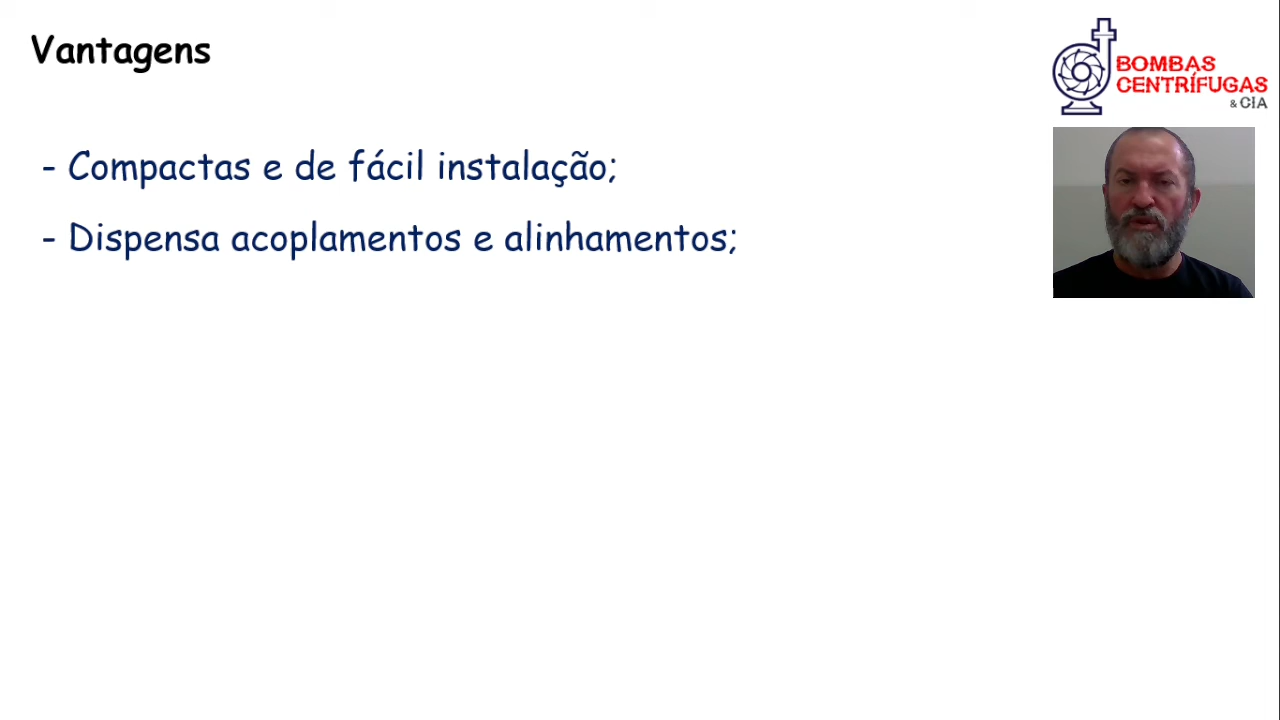 Vantagens
BOMBAS
CENTRÍFUGAS
& CIA
- Compactas e de fácil instalação;
- Dispensa acoplamentos e alinhamentos;